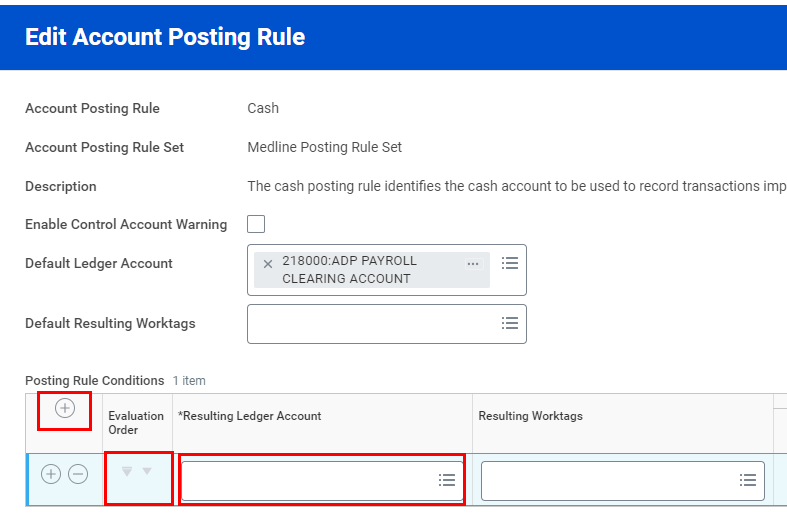 Edit Account Posting Rule
Account Posting Rule Cash
Account Posting Rule Set Medline Posting Rule Set
Description The cash posting rule identifies the cash account to be used to record transactions imp
Enable Control Account Warning
Default Ledger Account × 218000:ADP PAYROLL ...
CLEARING ACCOUNT
Default Resulting Worktags
Posting Rule Conditions 1 item
Evaluation
Order
*Resulting Ledger Account
Resulting Worktags